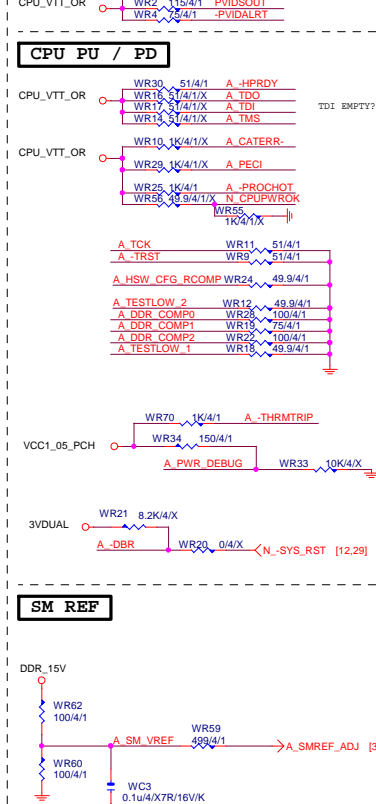 CPU_VTT_OR WR2 115/4/1 PVIDSOUT
WR4 75/4/1 -PVIDALRT
CPU PU / PD
WR30 51/4/1 A_-HPRDY
CPU_VTT_OR WR16 51/4/1/X A_TDO
WR17 51/4/1/X A_TDI TDI EMPTY?
WR14 51/4/1/X A_TMS
WR10 1K/4/1/X A_CATERR-
CPU_VTT_OR
WR29 1K/4/1/X A_PECI
WR25 1K/4/1 A_-PROCHOT
WR56 49.9/4/1/X N_CPUPWROK
WR55
1K/4/1/X
A_TCK WR11 51/4/1
A_-TRST WR9 51/4/1
A_HSW_CFG_RCOMP WR24 49.9/4/1
A_TESTLOW_2 WR12 49.9/4/1
A_DDR_COMP0 WR28 100/4/1
A_DDR_COMP1 WR19 75/4/1
A_DDR_COMP2 WR22 100/4/1
A_TESTLOW_1 WR18 49.9/4/1
WR70 1K/4/1 A_-THRMTRIP
VCC1_05_PCH WR34 150/4/1
A_PWR_DEBUG WR33 10K/4/X
WR21 8.2K/4/X
3VDUAL
A_-DBR WR20 0/4/X N_-SYS_RST [12,29]
SM REF
DDR_15V
WR62
100/4/1
WR59
A_SM_VREF 499/4/1 A_SMREF_ADJ [3
WR60
100/4/1
WC3
0.1u/4/X7R/16V/K